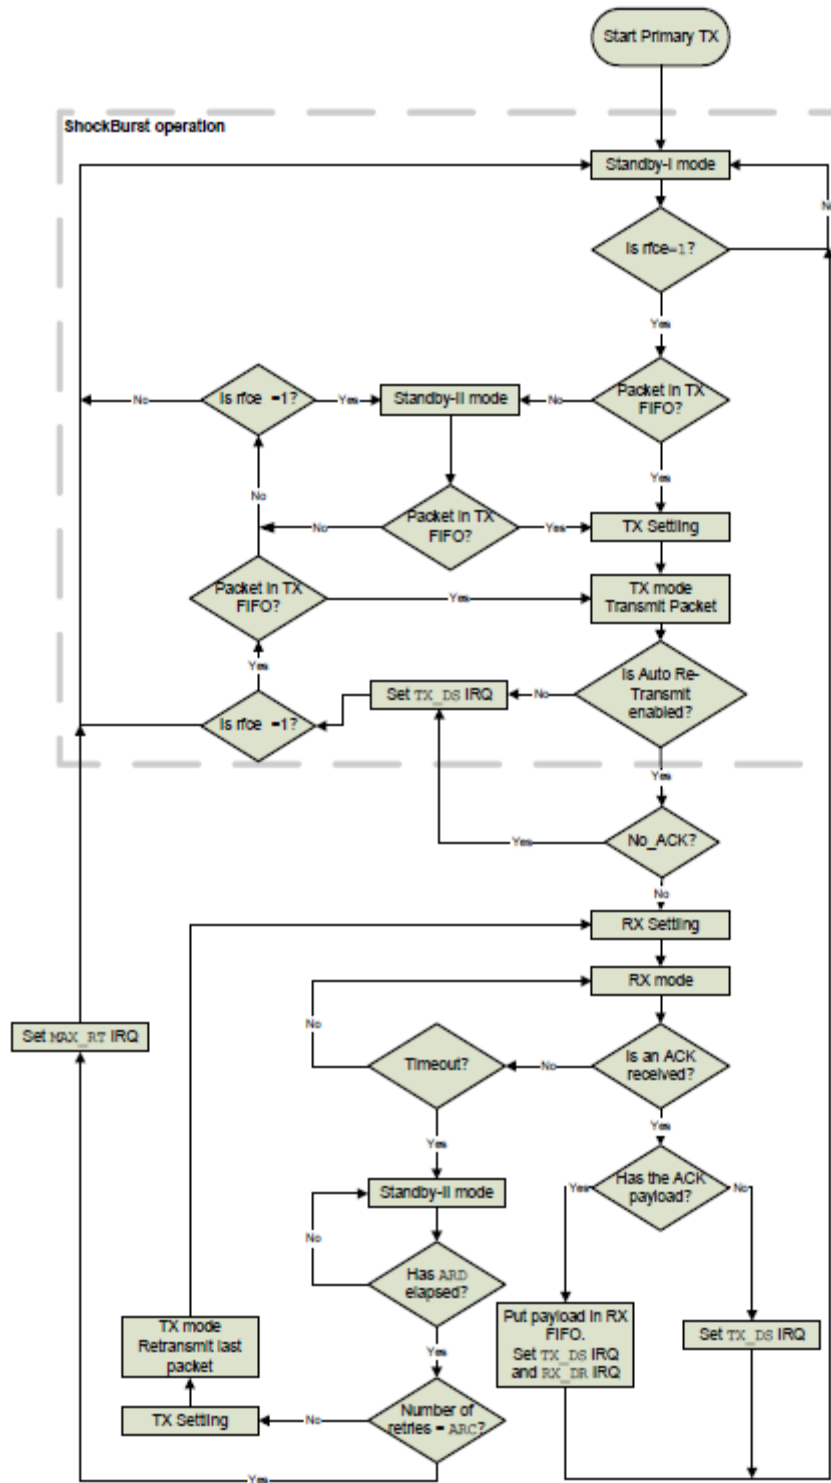 Start Primary TX
ShockBurst operation
Standby-I mode
No
Is rfce=1?
Yes
Is rfce =1?
No
Yes
Standby-II mode
No
Packet in TX
FIFO?
No
Yes
Packet in TX
FIFO?
No
Yes
TX Settling
Packet in TX
FIFO?
Yes
TX mode
Transmit Packet
Yes
Is rfce =1?
Set TX_DS IRQ
No
Is Auto Re-
Transmit
enabled?
Yes
Yes
No_ACK?
No
RX Settling
RX mode
Set MAX_RT IRQ
No
Timeout?
No
Is an ACK
received?
Yes
Yes
Standby-II mode
Yes
Has the ACK
payload?
No
No
Has ARD
elapsed?
TX mode
Retransmit last
packet
Yes
Put payload in RX
FIFO.
Set TX_DS IRQ
and RX_DR IRQ
Set TX_DS IRQ
TX Settling
No
Number of
retries = ARC?
Yes